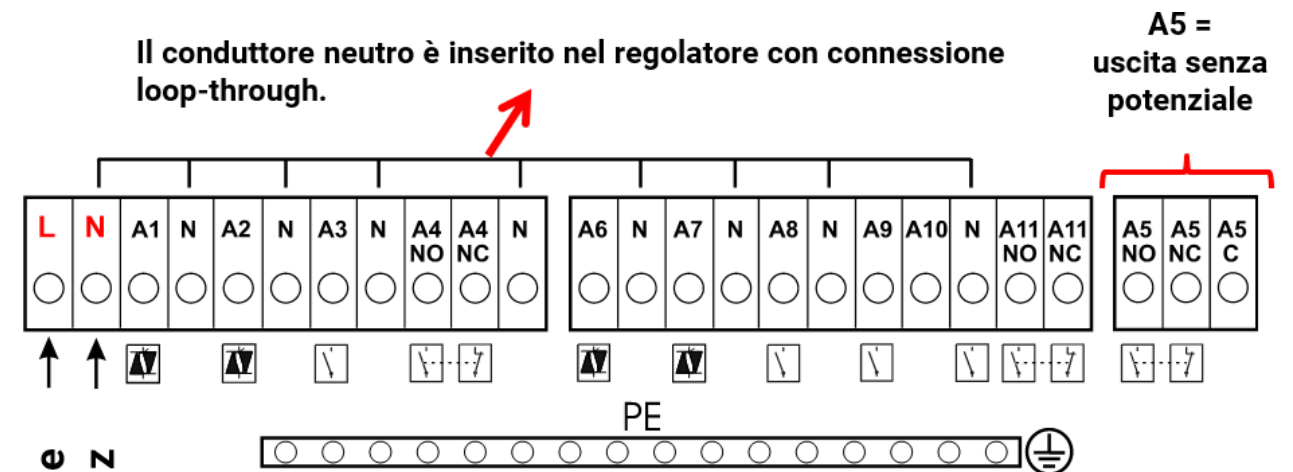 Il conduttore neutro è inserito nel regolatore con connessione
loop-through.
A5 =
uscita senza
potenziale
L N A1 N A2 N A3 N A4 NO A4 NC N
A6 N A7 N A8 N A9 A10 N A11 NO A11 NC
A5 NO A5 NC A5 C
PE
e
N